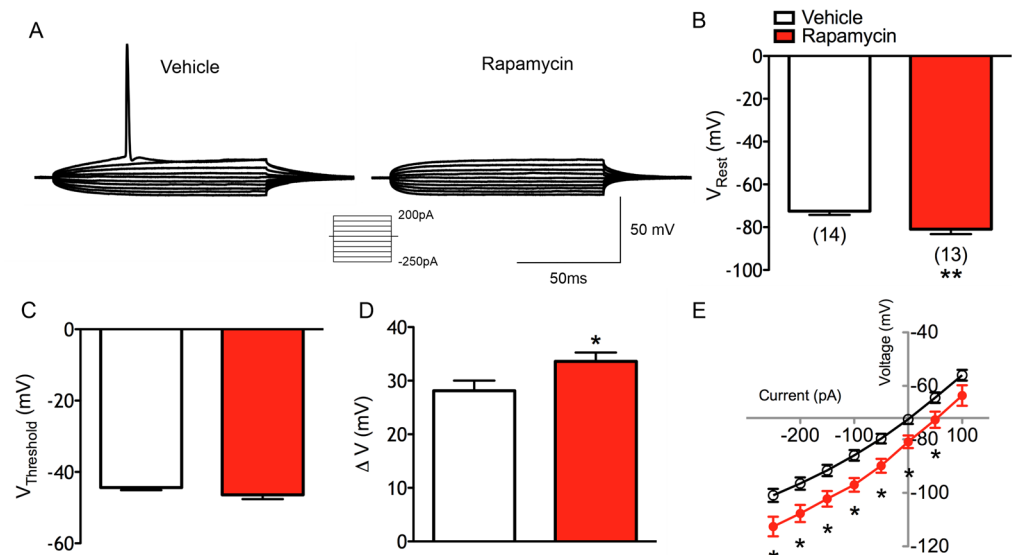 A
Vehicle
Rapamycin
200pA
-250pA
50 mV
50ms
B
Vehicle
Rapamycin
0
-20
-40
-60
-80
-100
VRest (mV)
(14)
(13)
**
C
0
-20
-40
-60
VThreshold (mV)
D
40
30
20
10
0
Δ V (mV)
*
E
Voltage (mV)
-40
-60
-80
-100
-120
Current (pA)
-200
-100
0
100
*
*
*
*
*
*
*